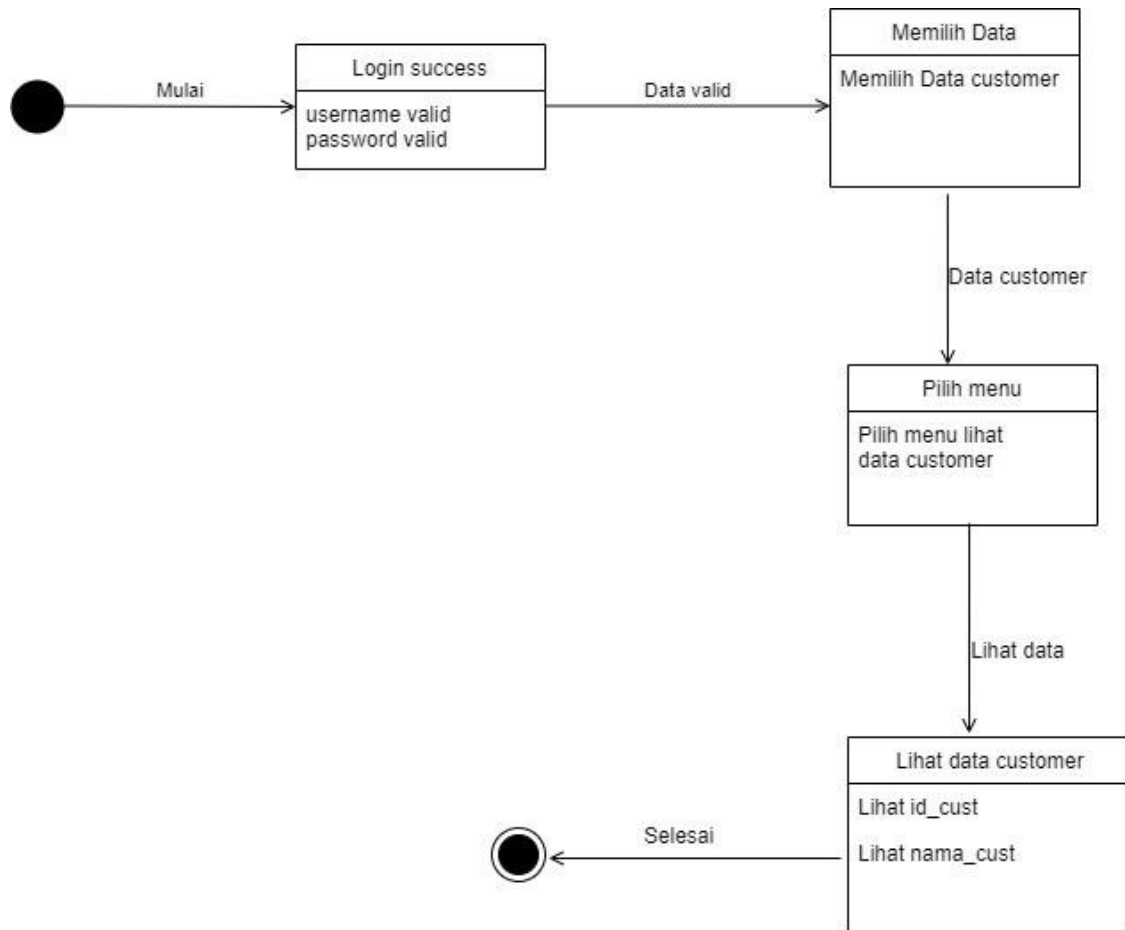 Mulai
Login success
username valid
password valid
Data valid
Memilih Data
Memilih Data customer
Data customer
Pilih menu
Pilih menu lihat
data customer
Lihat data
Lihat data customer
Lihat id_cust
Lihat nama_cust
Selesai